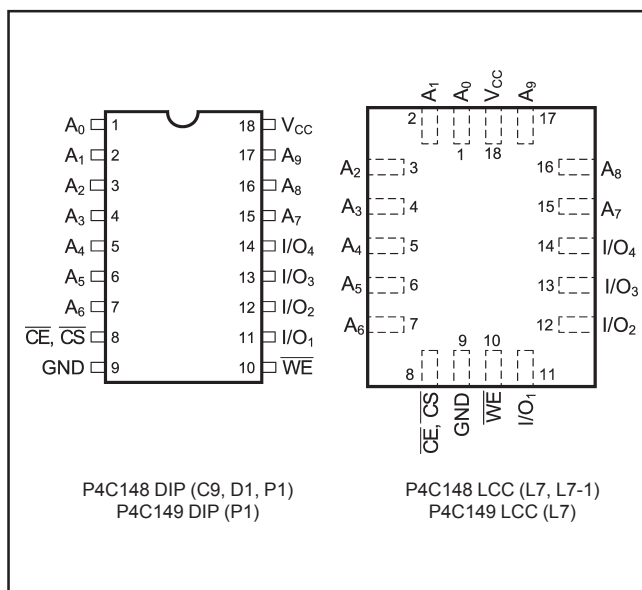 A0 1 18 VCC
A1 2 17 A9
A2 3 16 A8
A3 4 15 A7
A4 5 14 I/O4
A5 6 13 I/O3
A6 7 12 I/O2
CE, CS 8 11 I/O1
GND 9 10 WE
P4C148 DIP (C9, D1, P1)
P4C149 DIP (P1)
A1 A0 VCC A9
2 1 18 17
A2 3 16 A8
A3 4 15 A7
A4 5 14 I/O4
A5 6 13 I/O3
A6 7 12 I/O2
8 9 10 11
CE, CS GND WE I/O1
P4C148 LCC (L7, L7-1)
P4C149 LCC (L7)